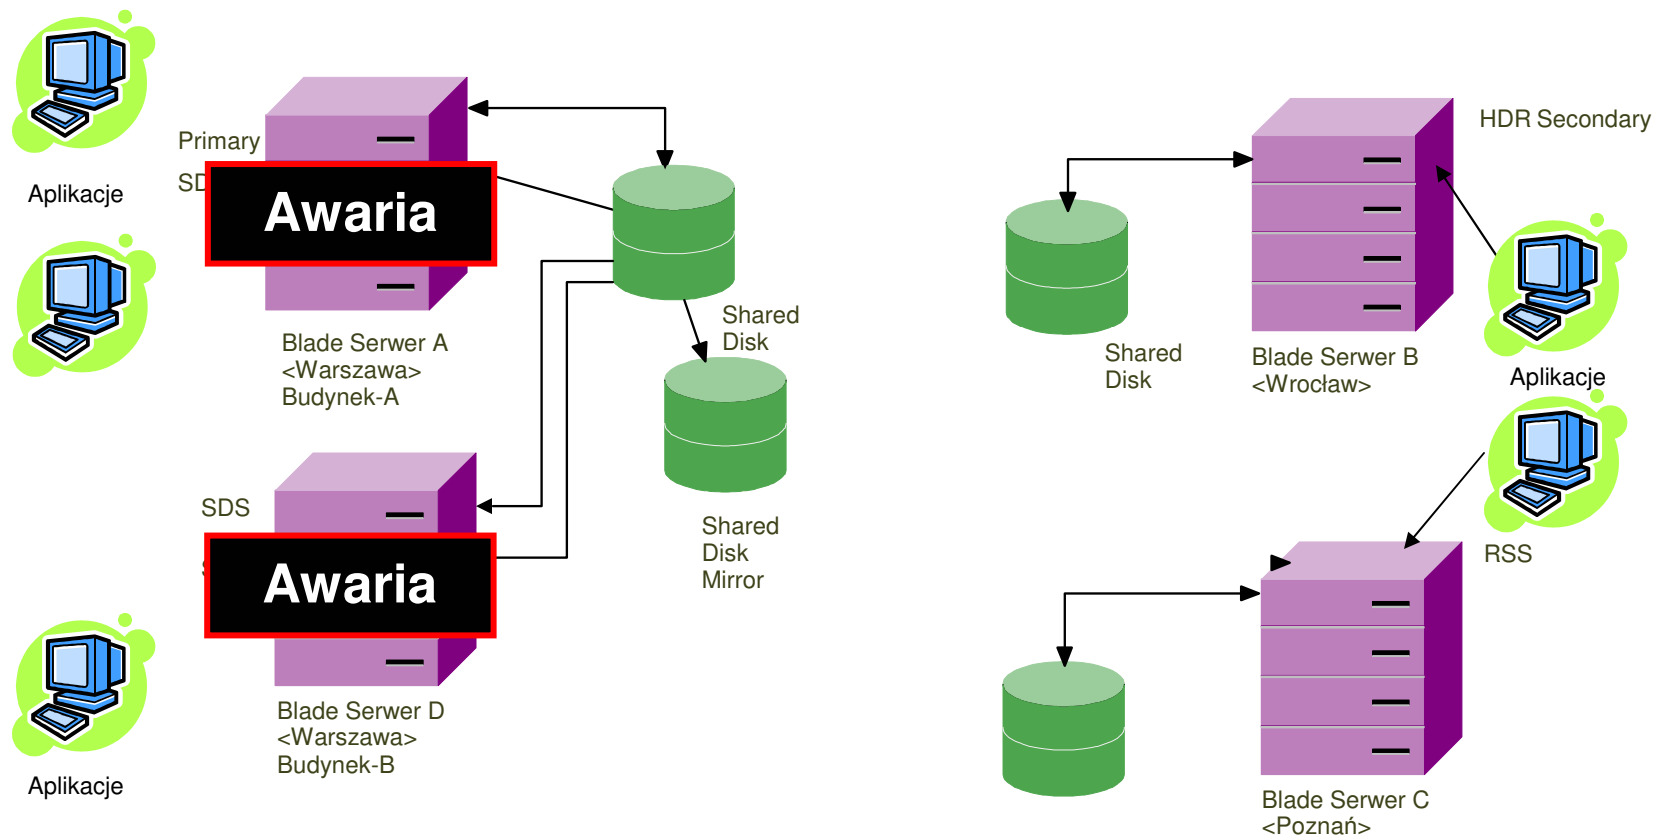 Aplikacje
Primary
SD
Awaria
Blade Serwer A
<Warszawa>
Budynek-A
Shared
Disk
Shared
Disk
Mirror
SDS
Awaria
Blade Serwer D
<Warszawa>
Budynek-B
Aplikacje
HDR Secondary
Shared
Disk
Blade Serwer B
<Wrocław>
Aplikacje
RSS
Blade Serwer C
<Poznań>